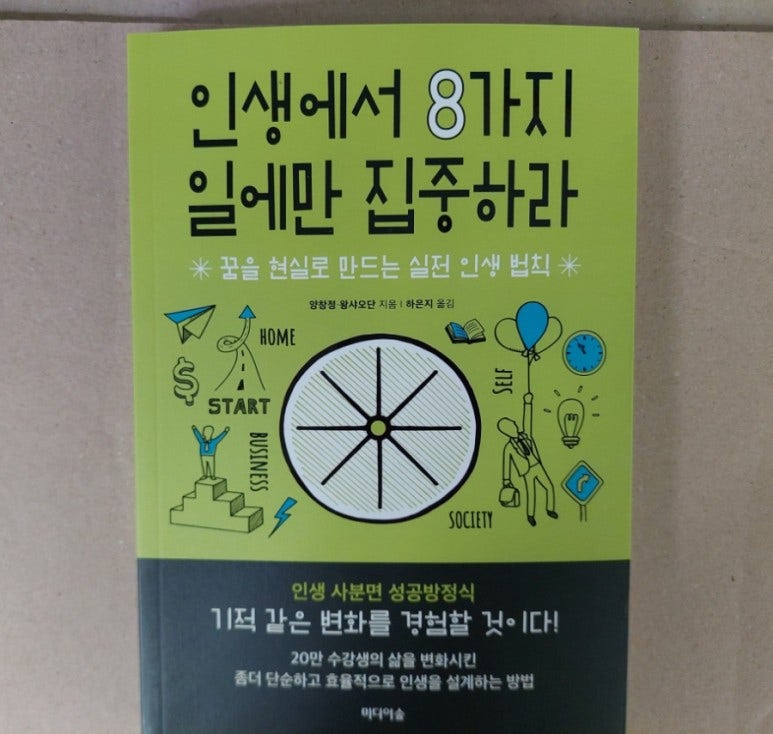 인생에서 8가지
일에만 집중하라
꿈을 현실로 만드는 실전 인생 법칙
양창정·왕샤오단 지음 | 하은지 옮김
HOME
START
BUSINESS
SELF
SOCIETY
인생 사분면 성공방정식
기적 같은 변화를 경험할 것이다!
20만 수강생의 삶을 변화시킨
좀더 단순하고 효율적으로 인생을 설계하는 방법
미디어숲